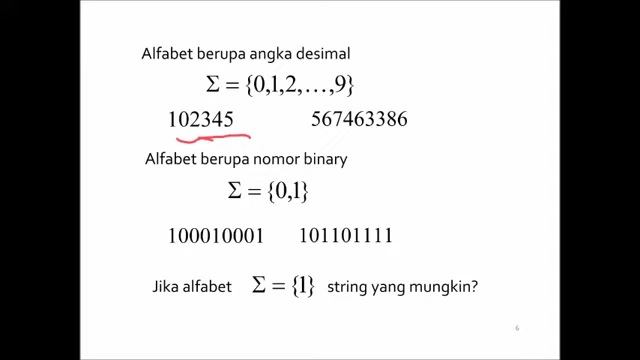 Alfabet berupa angka desimal
Σ = {0,1,2,…,9}
102345 567463386
Alfabet berupa nomor binary
Σ = {0,1}
100010001 101101111
Jika alfabet Σ = {1} string yang mungkin?
6